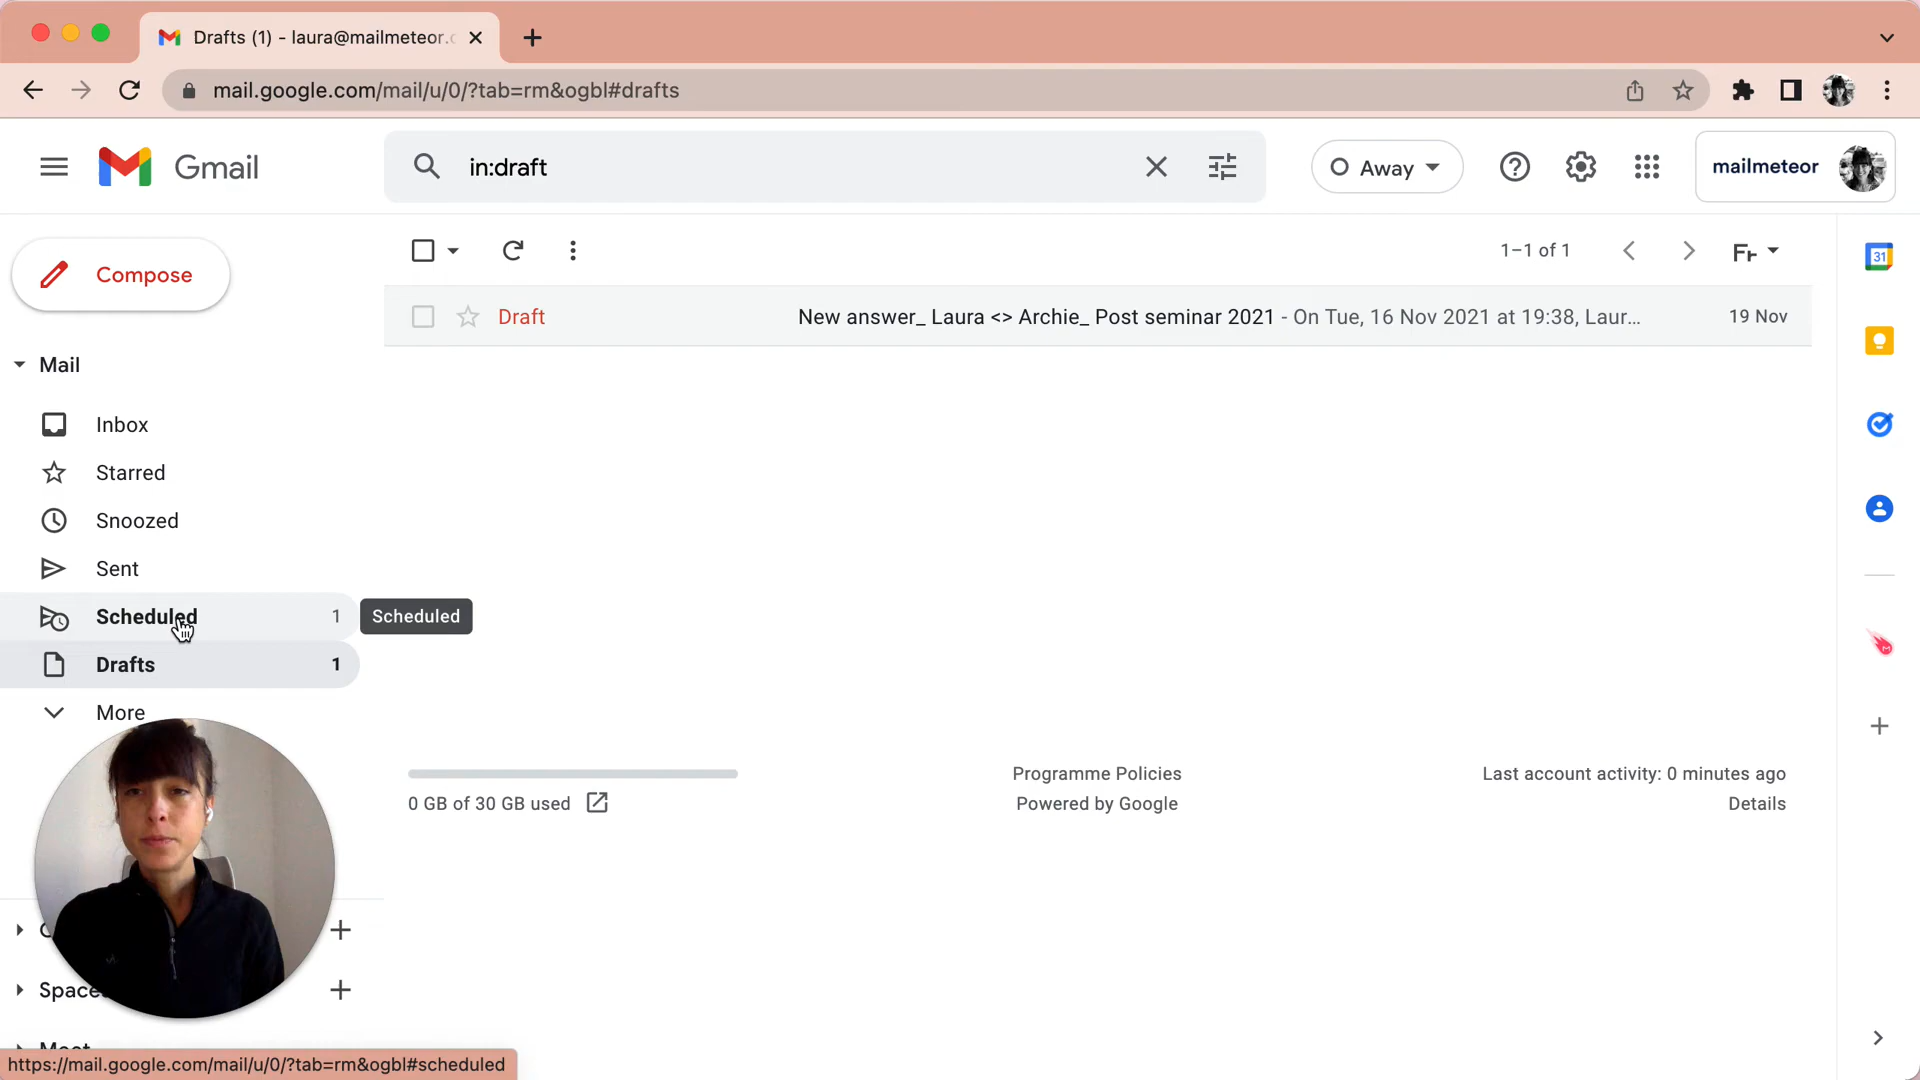 Drafts (1) - laura@mailmeteor.c
mail.google.com/mail/u/0/?tab=rm&ogbl#drafts
Gmail
in:draft
Away
mailmeteor
Compose
1–1 of 1
31
Draft
New answer_ Laura <> Archie_ Post seminar 2021 - On Tue, 16 Nov 2021 at 19:38, Laur...
19 Nov
Mail
Inbox
Starred
Snoozed
Sent
Scheduled 1
Scheduled
Drafts 1
More
0 GB of 30 GB used
Programme Policies
Powered by Google
Last account activity: 0 minutes ago
Details
https://mail.google.com/mail/u/0/?tab=rm&ogbl#scheduled